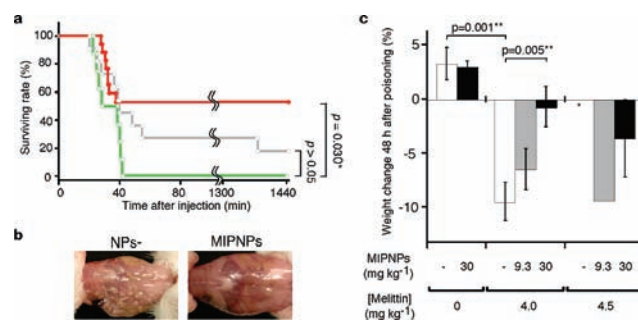 a
Surviving rate (%)
100
80
60
40
20
0
0 40 80 1300 1440
Time after injection (min)
p > 0.05
p = 0.030*
b
NPs- MIPNPs
c
Weight change 48 h after poisoning (%)
p=0.001**
p=0.005**
5
0
-5
-10
*
MIPNPs (mg kg-1) - 30 - 9.3 30 - 9.3 30
[Melittin] (mg kg-1) 0 4.0 4.5